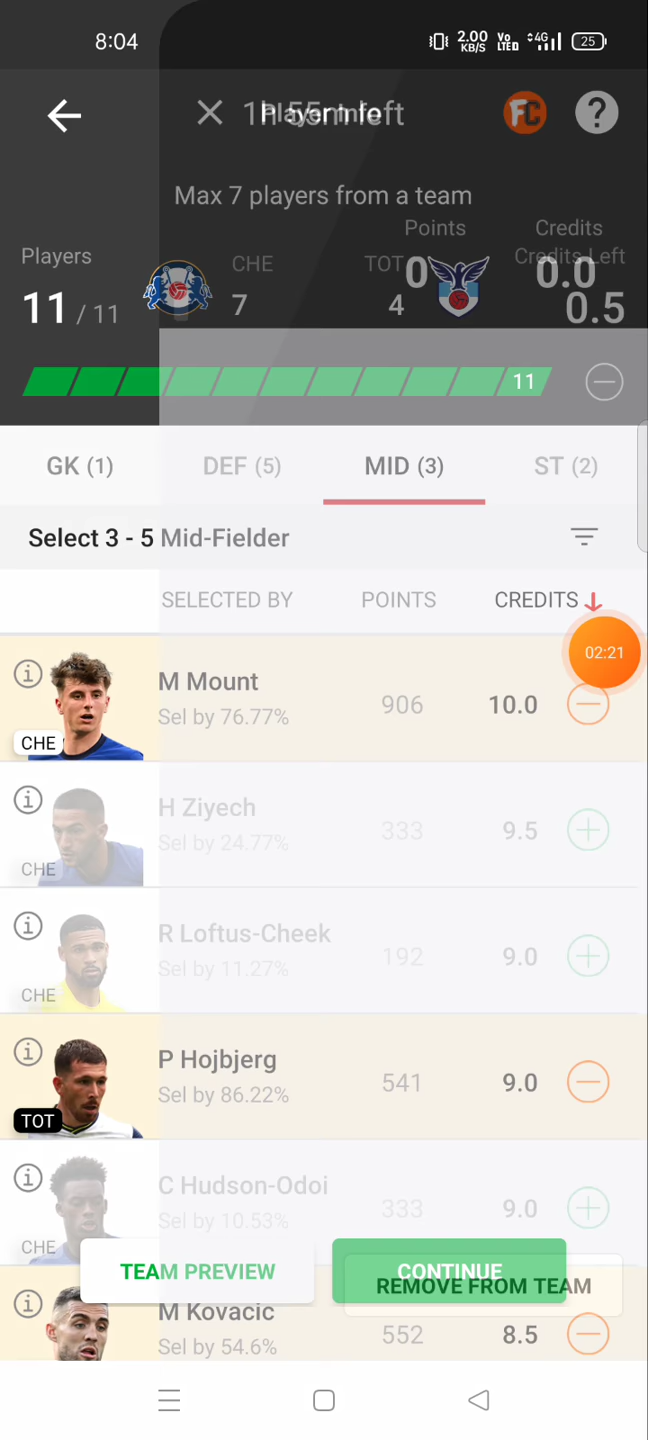 8:04
2.00 KB/S Vo LTED 4G 25
1h 55m left
Player Info
FC ?
Max 7 players from a team
Points Credits
Players CHE TOT 0 0.0 Credits Left
11 / 11 7 4 0.5
11
GK (1) DEF (5) MID (3) ST (2)
Select 3 - 5 Mid-Fielder
SELECTED BY POINTS CREDITS
02:21
M Mount
Sel by 76.77% 906 10.0
CHE
H Ziyech
Sel by 24.77% 333 9.5
CHE
R Loftus-Cheek
Sel by 11.27% 192 9.0
CHE
P Hojbjerg
Sel by 86.22% 541 9.0
TOT
C Hudson-Odoi
Sel by 10.53% 333 9.0
CHE
TEAM PREVIEW CONTINUE
REMOVE FROM TEAM
M Kovacic
Sel by 54.6% 552 8.5